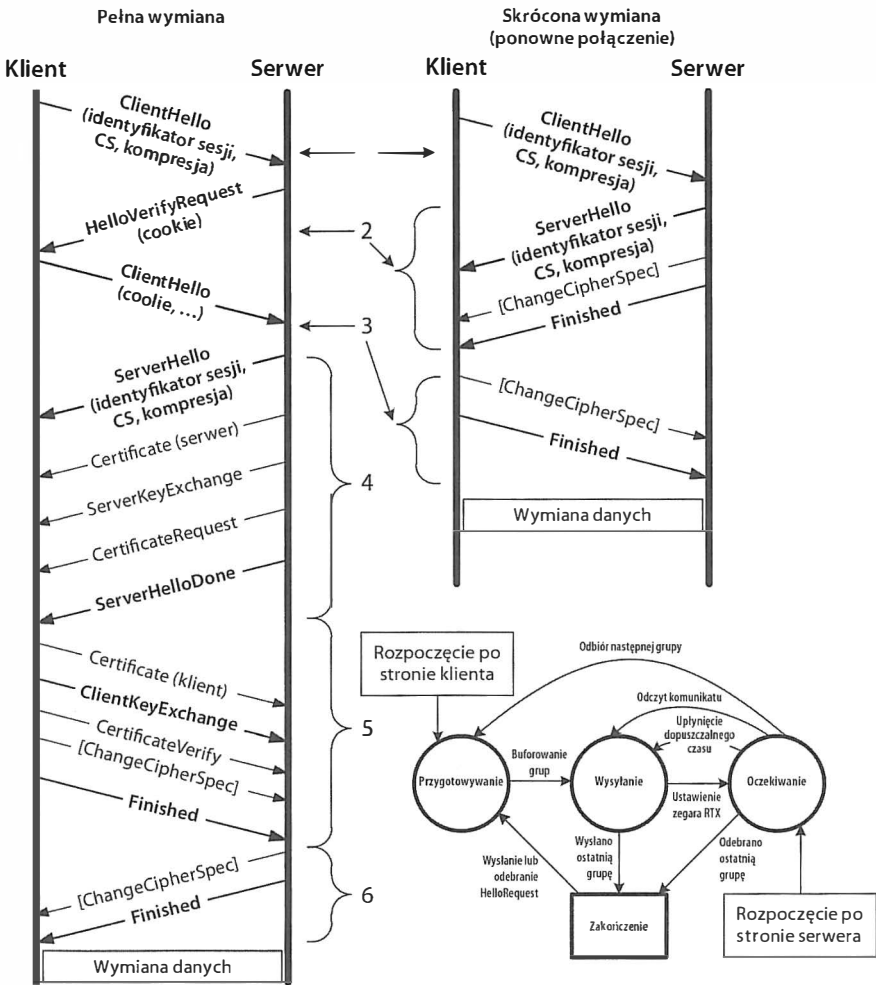 Pełna wymiana
Klient
Serwer
ClientHello
(identyfikator sesji,
CS, kompresja)
HelloVerifyRequest
(cookie)
ClientHello
(coolie, ...)
ServerHello
(identyfikator sesji,
CS, kompresja)
Certificate (serwer)
ServerKeyExchange
CertificateRequest
ServerHelloDone
Certificate (klient)
ClientKeyExchange
CertificateVerify
[ChangeCipherSpec]
Finished
[ChangeCipherSpec]
Finished
Wymiana danych
2
3
4
5
6
Skrócona wymiana
(ponowne połączenie)
Klient
Serwer
ClientHello
(identyfikator sesji,
CS, kompresja)
ServerHello
(identyfikator sesji,
CS, kompresja)
[ChangeCipherSpec]
Finished
[ChangeCipherSpec]
Finished
Wymiana danych
Rozpoczęcie po
stronie klienta
Odbiór następnej grupy
Odczyt komunikatu
Upłynięcie
dopuszczalnego
czasu
Przygotowywanie
Buforowanie
grup
Wysyłanie
Ustawienie
zegara RTX
Oczekiwanie
Wysłanie lub
odebranie
HelloRequest
Wysłano
ostatnią
grupę
Odebrano
ostatnią
grupę
Zakończenie
Rozpoczęcie po
stronie serwera